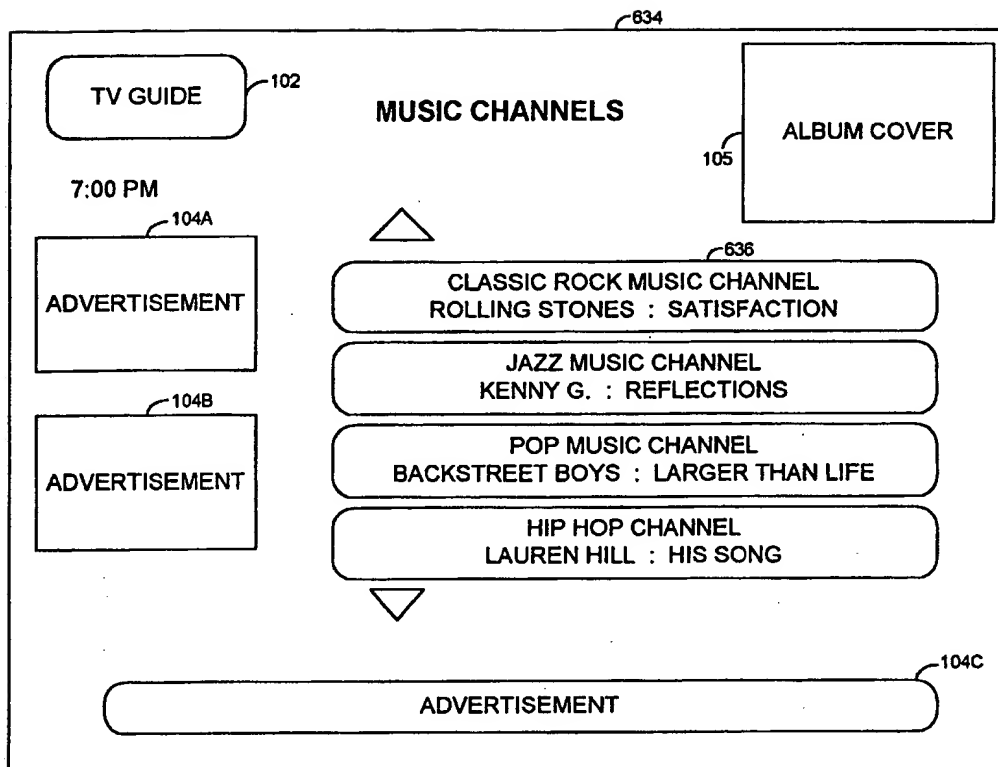 634
TV GUIDE
102
MUSIC CHANNELS
105
ALBUM COVER
7:00 PM
104A
ADVERTISEMENT
636
CLASSIC ROCK MUSIC CHANNEL
ROLLING STONES : SATISFACTION
JAZZ MUSIC CHANNEL
KENNY G. : REFLECTIONS
104B
ADVERTISEMENT
POP MUSIC CHANNEL
BACKSTREET BOYS : LARGER THAN LIFE
HIP HOP CHANNEL
LAUREN HILL : HIS SONG
104C
ADVERTISEMENT